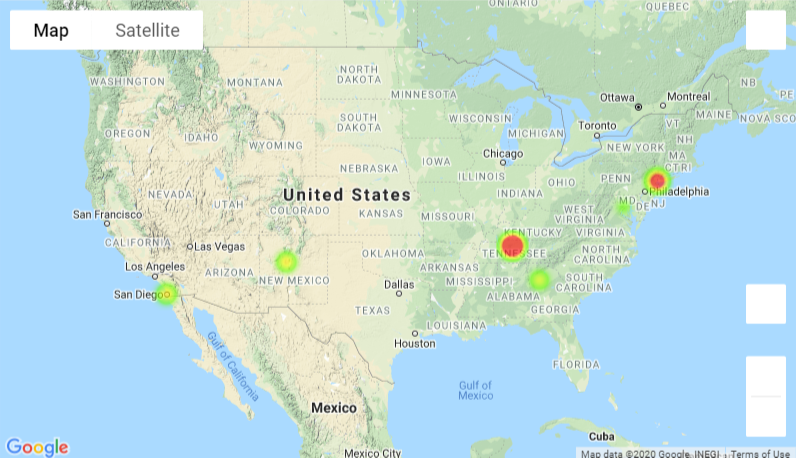 ONTARIO
QUEBEC
Map
Satellite
WASHINGTON
MONTANA
NORTH
DAKOTA
MINNESOTA
Ottawa
Montreal
NB
MAINE
NOVA SCO
VT
OREGON
IDAHO
SOUTH
DAKOTA
WISCONSIN
MICHIGAN
Toronto
NH
WYOMING
NEW YORK
MA
Chicago
IOWA
CT
RI
NEBRASKA
ILLINOIS
OHIO
PENN
NEVADA
UTAH
United States
INDIANA
Philadelphia
MD
DE
NJ
San Francisco
COLORADO
KANSAS
MISSOURI
WEST
VIRGINIA
KENTUCKY
VIRGINIA
CALIFORNIA
Las Vegas
OKLAHOMA
TENNESSEE
NORTH
CAROLINA
Los Angeles
ARIZONA
NEW MEXICO
ARKANSAS
MISSISSIPPI
SOUTH
CAROLINA
San Diego
Dallas
ALABAMA
TEXAS
GEORGIA
LOUISIANA
Houston
Gulf of California
FLORIDA
Gulf of
Mexico
Mexico
Cuba
Google
Mexico City
Map data ©2020 Google, INEGI
Terms of Use